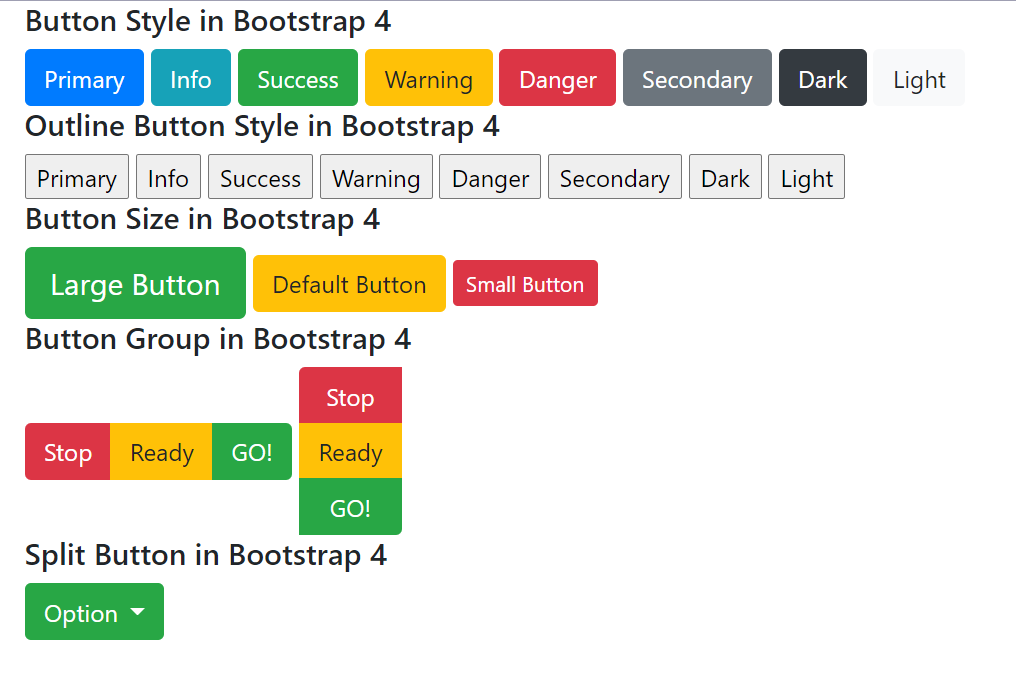 Button Style in Bootstrap 4
Primary Info Success Warning Danger Secondary Dark Light
Outline Button Style in Bootstrap 4
Primary Info Success Warning Danger Secondary Dark Light
Button Size in Bootstrap 4
Large Button Default Button Small Button
Button Group in Bootstrap 4
Stop
Stop Ready GO! Ready
GO!
Split Button in Bootstrap 4
Option